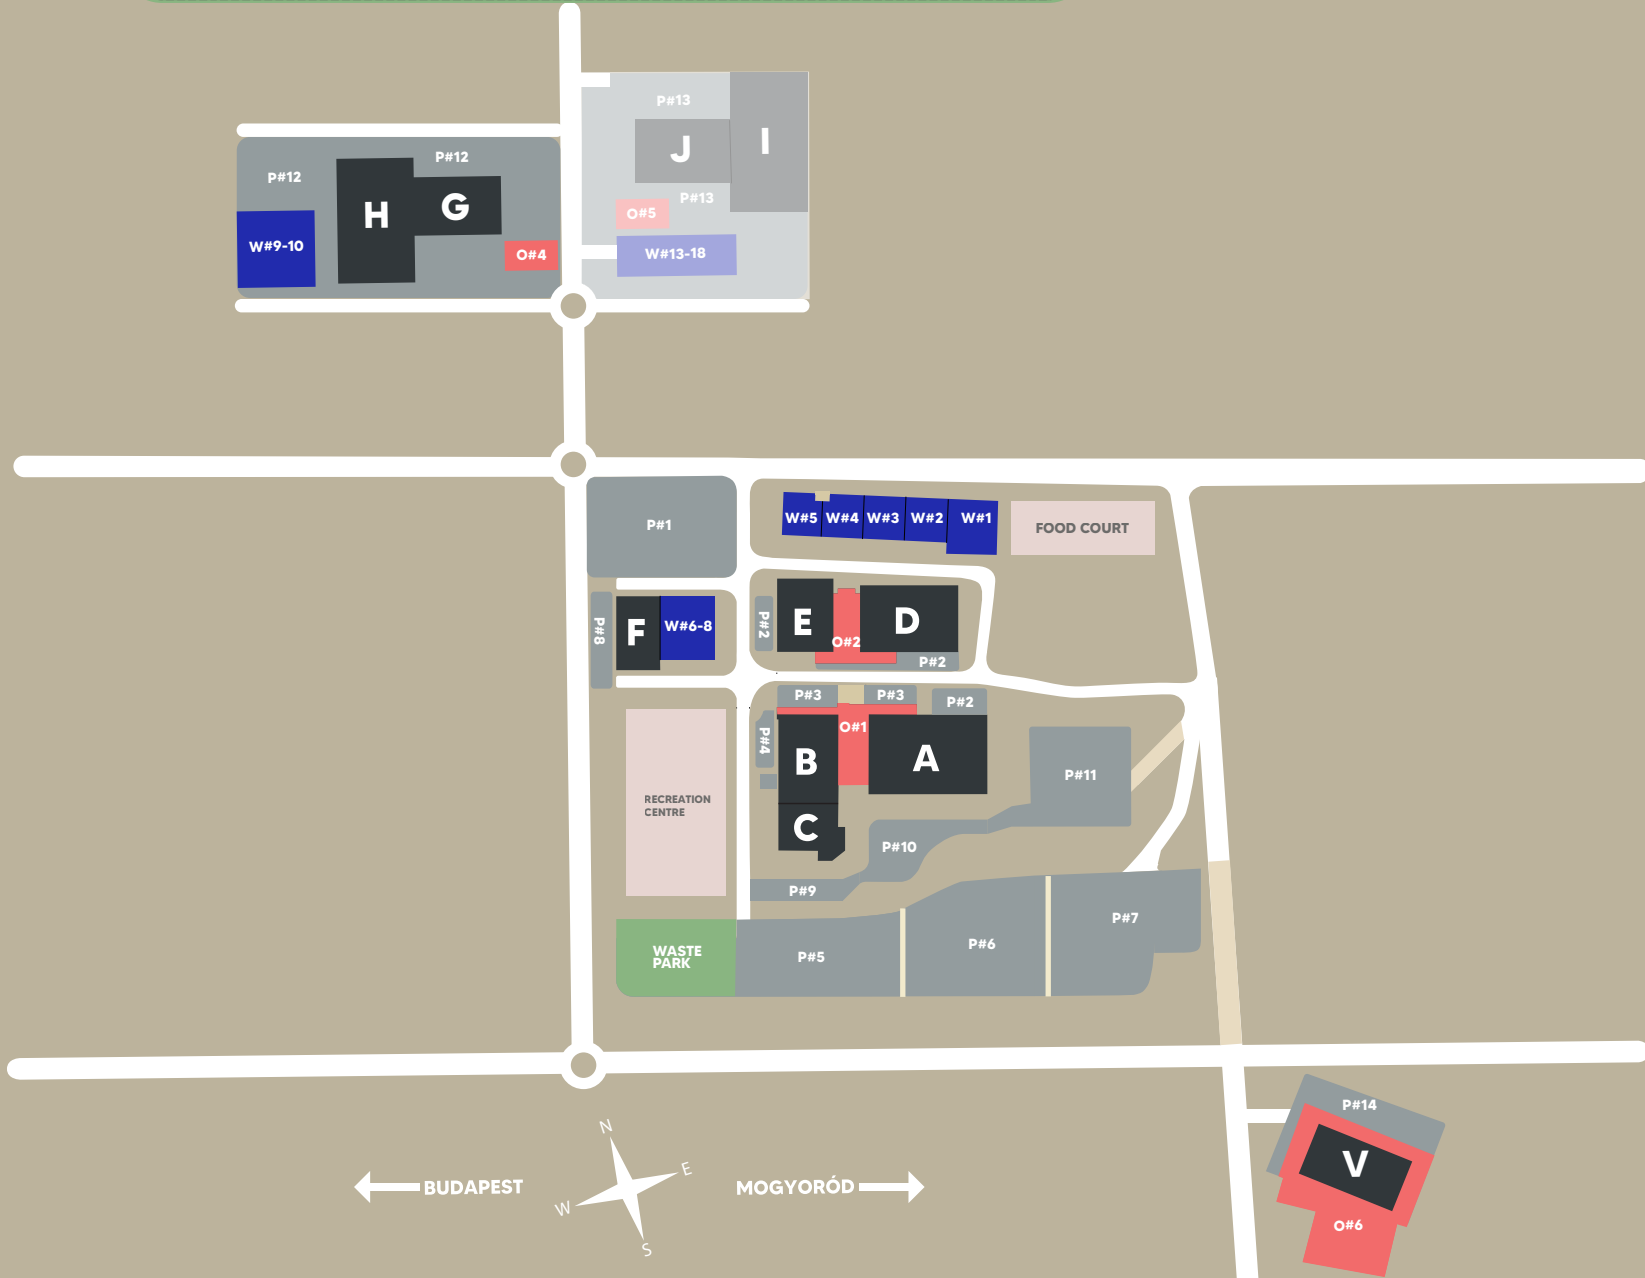 P#13
I
J
P#12
P#12
P#13
H
G
O#5
W#9-10
O#4
W#13-18
P#1
W#5
W#4
W#3
W#2
W#1
FOOD COURT
P#8
F
W#6-8
P#2
E
O#2
D
P#2
P#3
P#3
P#2
P#4
B
O#1
A
P#11
RECREATION
CENTRE
C
P#10
P#9
WASTE
PARK
P#5
P#6
P#7
P#14
V
O#6
N
E
W
S
BUDAPEST
MOGYORÓD